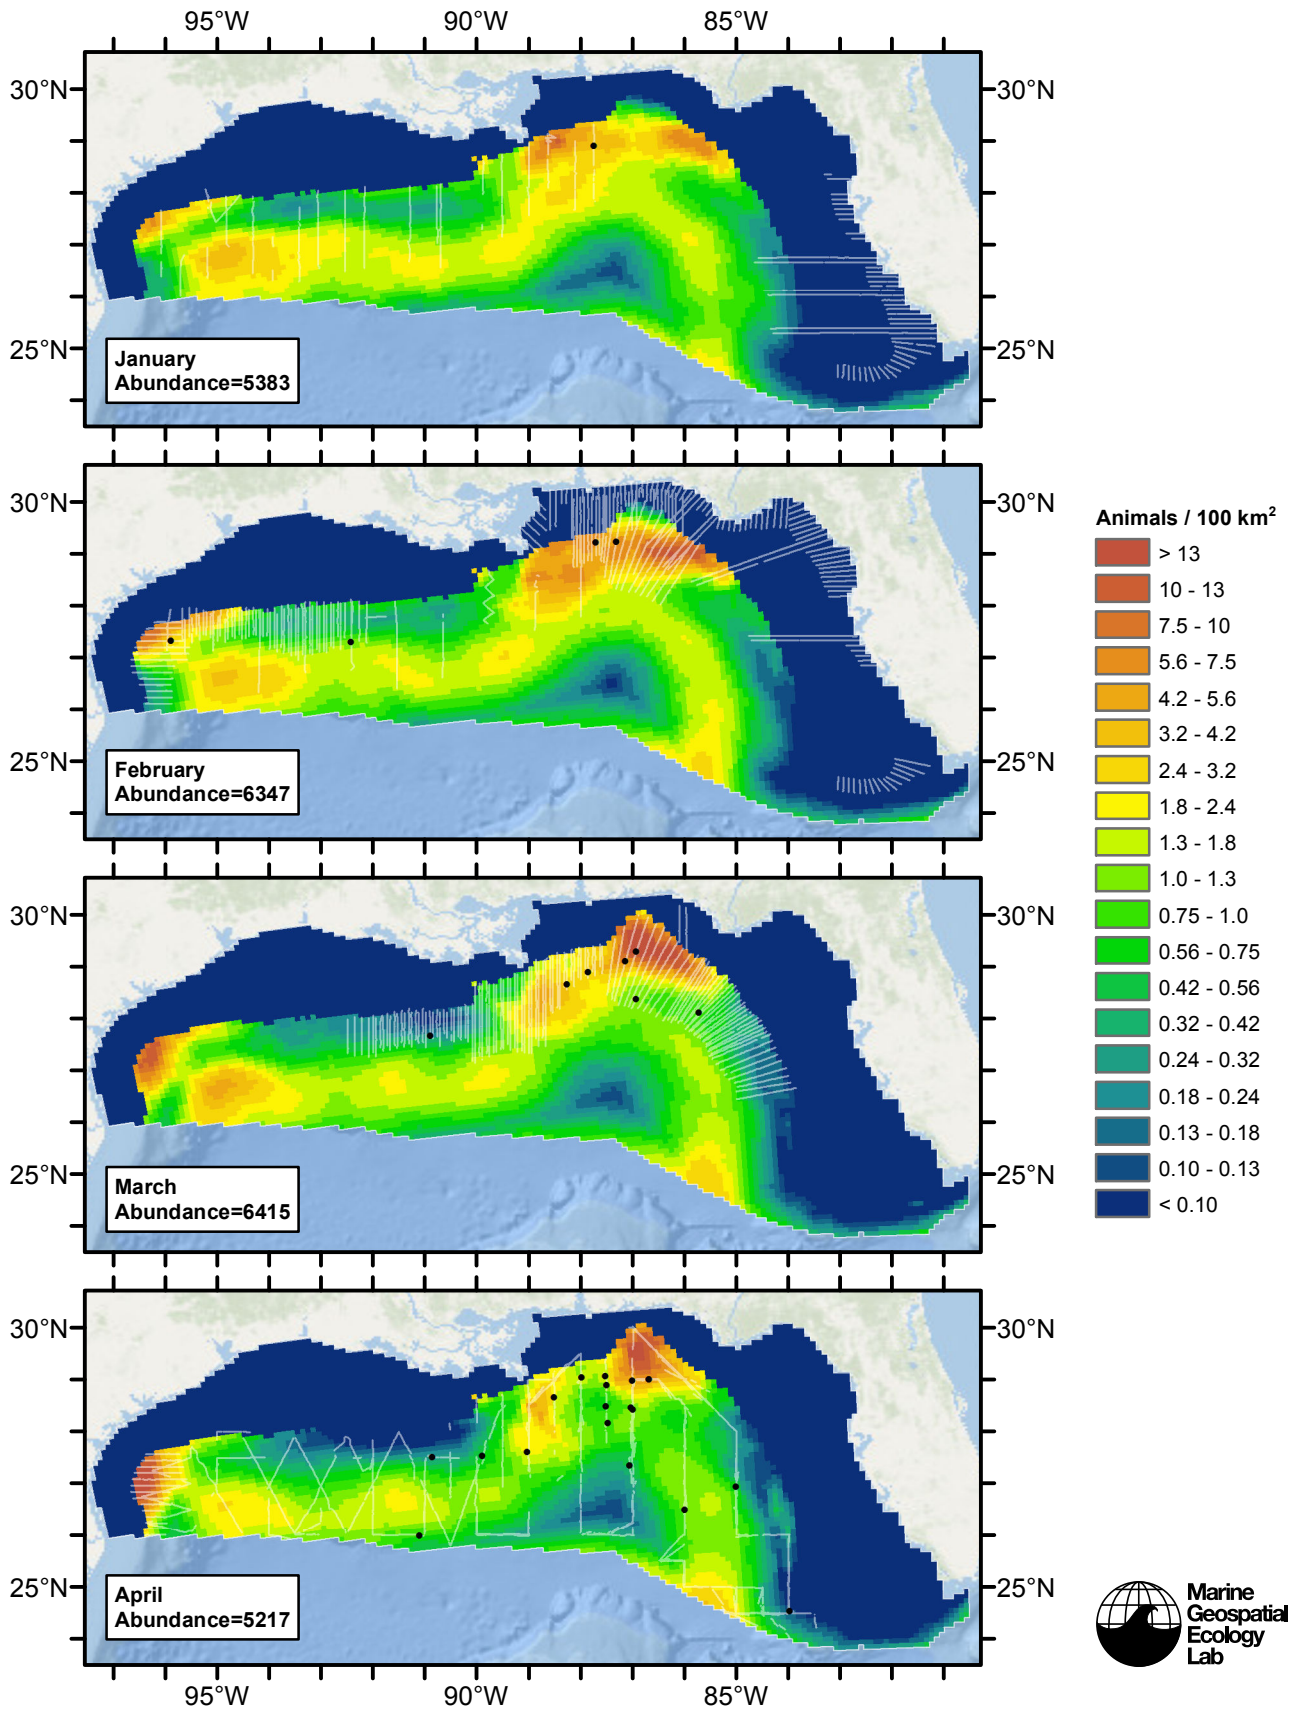 95°W 90°W 85°W
30°N 30°N
25°N 25°N
January
Abundance=5383
30°N 30°N
25°N 25°N
February
Abundance=6347
30°N 30°N
25°N 25°N
March
Abundance=6415
30°N 30°N
25°N 25°N
April
Abundance=5217
95°W 90°W 85°W
Animals / 100 km²
> 13
10 - 13
7.5 - 10
5.6 - 7.5
4.2 - 5.6
3.2 - 4.2
2.4 - 3.2
1.8 - 2.4
1.3 - 1.8
1.0 - 1.3
0.75 - 1.0
0.56 - 0.75
0.42 - 0.56
0.32 - 0.42
0.24 - 0.32
0.18 - 0.24
0.13 - 0.18
0.10 - 0.13
< 0.10
Marine
Geospatial
Ecology
Lab